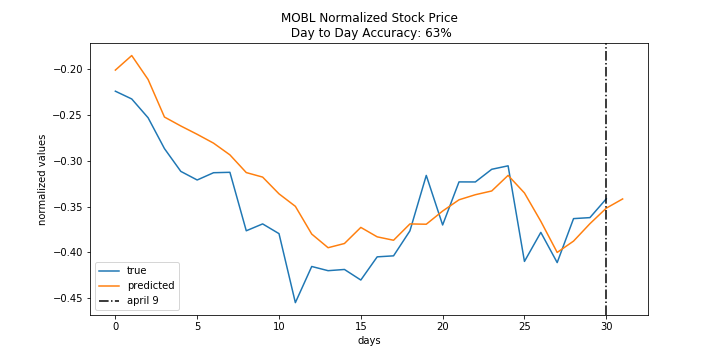 MOBL Normalized Stock Price
Day to Day Accuracy: 63%
normalized values
−0.20
−0.25
−0.30
−0.35
−0.40
−0.45
true
predicted
april 9
0
5
10
15
20
25
30
days